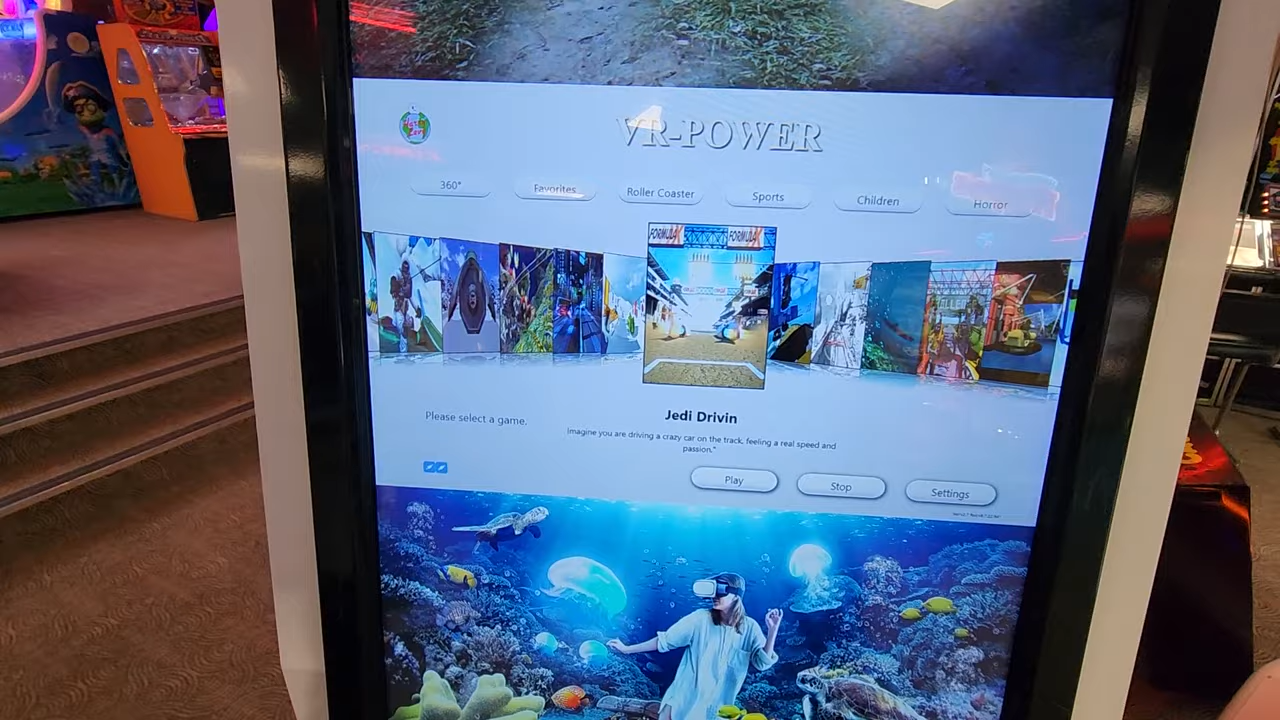 VR-POWER
360°
Favorites
Roller Coaster
Sports
Children
Horror
FORMULA FORMULA
Please select a game.
Jedi Drivin
Imagine you are driving a crazy car on the track, feeling a real speed and
passion."
Play
Stop
Settings